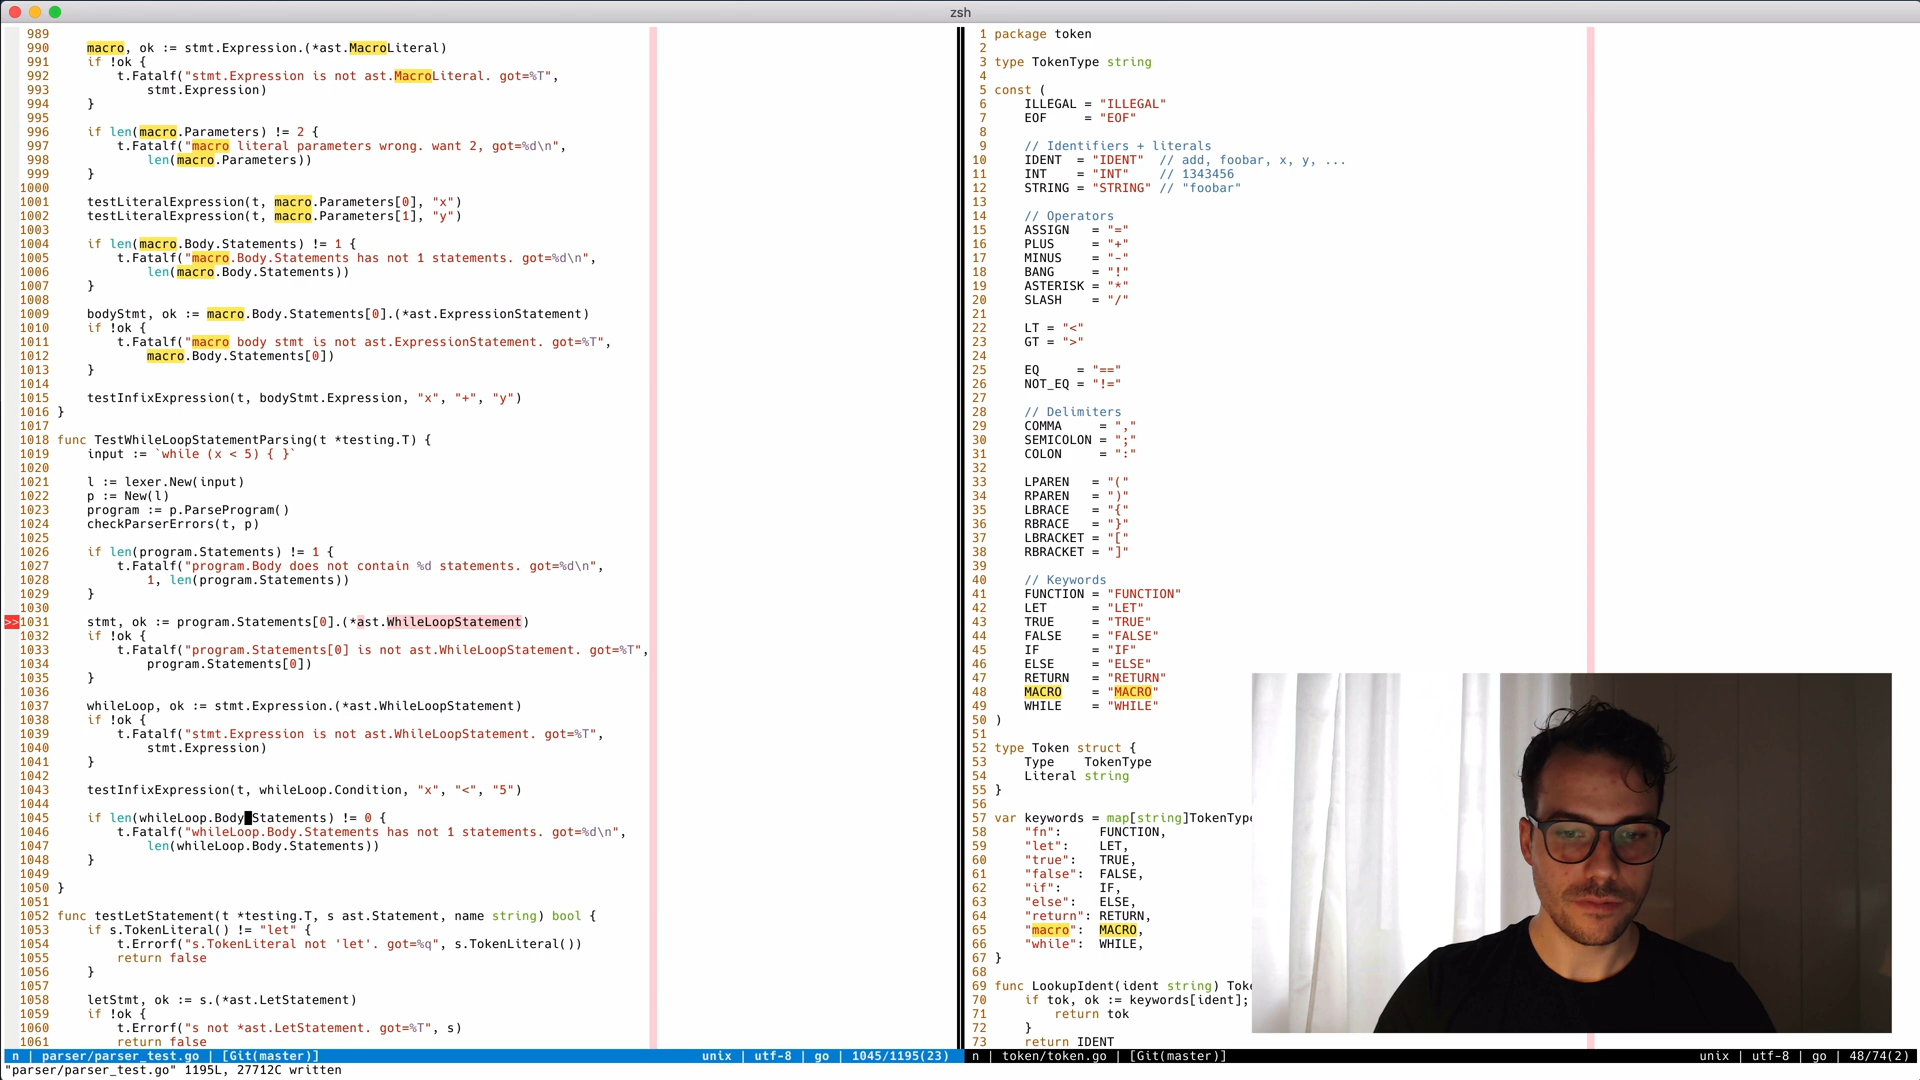 zsh
989
990     macro, ok := stmt.Expression.(*ast.MacroLiteral)
991     if !ok {
992         t.Fatalf("stmt.Expression is not ast.MacroLiteral. got=%T",
993             stmt.Expression)
994     }
995
996     if len(macro.Parameters) != 2 {
997         t.Fatalf("macro literal parameters wrong. want 2, got=%d\n",
998             len(macro.Parameters))
999     }
1000
1001     testLiteralExpression(t, macro.Parameters[0], "x")
1002     testLiteralExpression(t, macro.Parameters[1], "y")
1003
1004     if len(macro.Body.Statements) != 1 {
1005         t.Fatalf("macro.Body.Statements has not 1 statements. got=%d\n",
1006             len(macro.Body.Statements))
1007     }
1008
1009     bodyStmt, ok := macro.Body.Statements[0].(*ast.ExpressionStatement)
1010     if !ok {
1011         t.Fatalf("macro body stmt is not ast.ExpressionStatement. got=%T",
1012             macro.Body.Statements[0])
1013     }
1014
1015     testInfixExpression(t, bodyStmt.Expression, "x", "+", "y")
1016 }
1017
1018 func TestWhileLoopStatementParsing(t *testing.T) {
1019     input := `while (x < 5) { }`
1020
1021     l := lexer.New(input)
1022     p := New(l)
1023     program := p.ParseProgram()
1024     checkParserErrors(t, p)
1025
1026     if len(program.Statements) != 1 {
1027         t.Fatalf("program.Body does not contain %d statements. got=%d\n",
1028             1, len(program.Statements))
1029     }
1030
>>1031     stmt, ok := program.Statements[0].(*ast.WhileLoopStatement)
1032     if !ok {
1033         t.Fatalf("program.Statements[0] is not ast.WhileLoopStatement. got=%T",
1034             program.Statements[0])
1035     }
1036
1037     whileLoop, ok := stmt.Expression.(*ast.WhileLoopStatement)
1038     if !ok {
1039         t.Fatalf("stmt.Expression is not ast.WhileLoopStatement. got=%T",
1040             stmt.Expression)
1041     }
1042
1043     testInfixExpression(t, whileLoop.Condition, "x", "<", "5")
1044
1045     if len(whileLoop.Body Statements) != 0 {
1046         t.Fatalf("whileLoop.Body.Statements has not 1 statements. got=%d\n",
1047             len(whileLoop.Body.Statements))
1048     }
1049
1050 }
1051
1052 func testLetStatement(t *testing.T, s ast.Statement, name string) bool {
1053     if s.TokenLiteral() != "let" {
1054         t.Errorf("s.TokenLiteral not 'let'. got=%q", s.TokenLiteral())
1055         return false
1056     }
1057
1058     letStmt, ok := s.(*ast.LetStatement)
1059     if !ok {
1060         t.Errorf("s not *ast.LetStatement. got=%T", s)
1061         return false
n | parser/parser_test.go | [Git(master)] unix | utf-8 | go | 1045/1195(23)
"parser/parser_test.go" 1195L, 27712C written
1 package token
2
3 type TokenType string
4
5 const (
6     ILLEGAL = "ILLEGAL"
7     EOF     = "EOF"
8
9     // Identifiers + literals
10     IDENT  = "IDENT"  // add, foobar, x, y, ...
11     INT    = "INT"    // 1343456
12     STRING = "STRING" // "foobar"
13
14     // Operators
15     ASSIGN   = "="
16     PLUS     = "+"
17     MINUS    = "-"
18     BANG     = "!"
19     ASTERISK = "*"
20     SLASH    = "/"
21
22     LT = "<"
23     GT = ">"
24
25     EQ     = "=="
26     NOT_EQ = "!="
27
28     // Delimiters
29     COMMA     = ","
30     SEMICOLON = ";"
31     COLON     = ":"
32
33     LPAREN   = "("
34     RPAREN   = ")"
35     LBRACE   = "{"
36     RBRACE   = "}"
37     LBRACKET = "["
38     RBRACKET = "]"
39
40     // Keywords
41     FUNCTION = "FUNCTION"
42     LET      = "LET"
43     TRUE     = "TRUE"
44     FALSE    = "FALSE"
45     IF       = "IF"
46     ELSE     = "ELSE"
47     RETURN   = "RETURN"
48     MACRO    = "MACRO"
49     WHILE    = "WHILE"
50 )
51
52 type Token struct {
53     Type    TokenType
54     Literal string
55 }
56
57 var keywords = map[string]TokenType
58     "fn":     FUNCTION,
59     "let":    LET,
60     "true":   TRUE,
61     "false":  FALSE,
62     "if":     IF,
63     "else":   ELSE,
64     "return": RETURN,
65     "macro":  MACRO,
66     "while":  WHILE,
67 }
68
69 func LookupIdent(ident string) Toke
70     if tok, ok := keywords[ident];
71         return tok
72     }
73     return IDENT
n | token/token.go | [Git(master)] unix | utf-8 | go | 48/74(2)